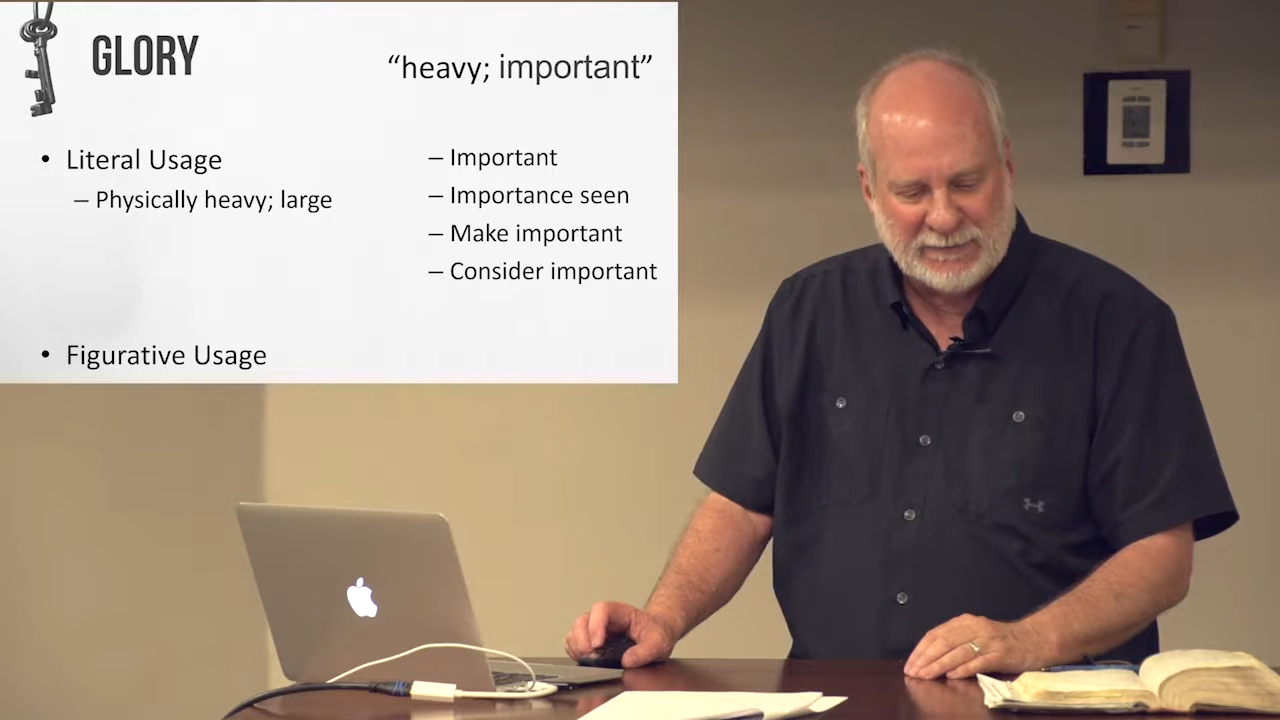 GLORY
“heavy; important”
• Literal Usage
– Physically heavy; large
– Important
– Importance seen
– Make important
– Consider important
• Figurative Usage